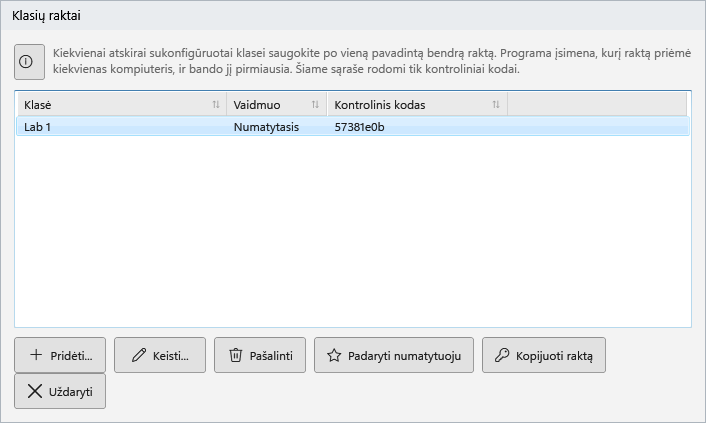 Klasių raktai
Kiekvienai atskirai sukonfigūruotai klasei saugokite po vieną pavadintą bendrą raktą. Programa įsimena, kurį raktą priėmė
kiekvienas kompiuteris, ir bando jį pirmiausia. Šiame sąraše rodomi tik kontroliniai kodai.
Klasė Vaidmuo Kontrolinis kodas
Lab 1 Numatytasis 57381e0b
Pridėti... Keisti... Pašalinti Padaryti numatytuoju Kopijuoti raktą
Uždaryti